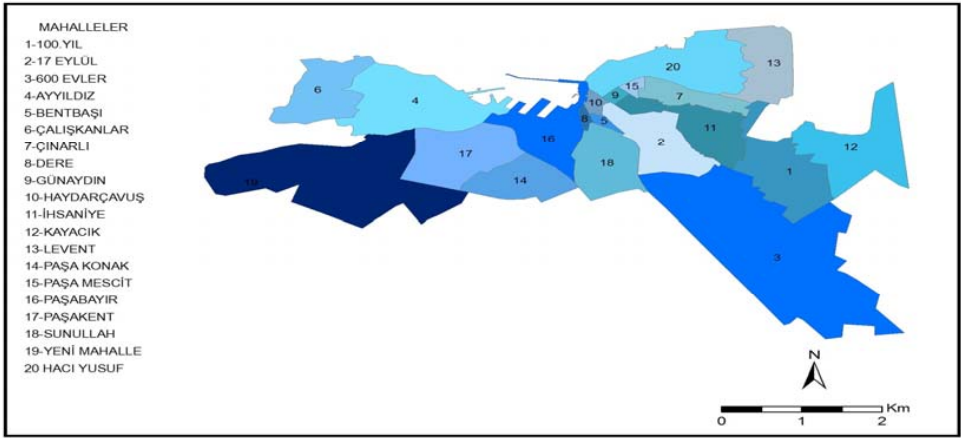 MAHALLELER
1-100.YIL
2-17 EYLÜL
3-600 EVLER
4-AYYILDIZ
5-BENTBAŞI
6-ÇALIŞKANLAR
7-ÇINARLI
8-DERE
9-GÜNAYDIN
10-HAYDARÇAVUŞ
11-İHSANİYE
12-KAYACIK
13-LEVENT
14-PAŞA KONAK
15-PAŞA MESCİT
16-PAŞABAYIR
17-PAŞAKENT
18-SUNULLAH
19-YENİ MAHALLE
20 HACI YUSUF
20
13
6
15
4
9
7
10
8
5
11
16
2
12
17
18
1
14
19
3
N
Km
0 1 2